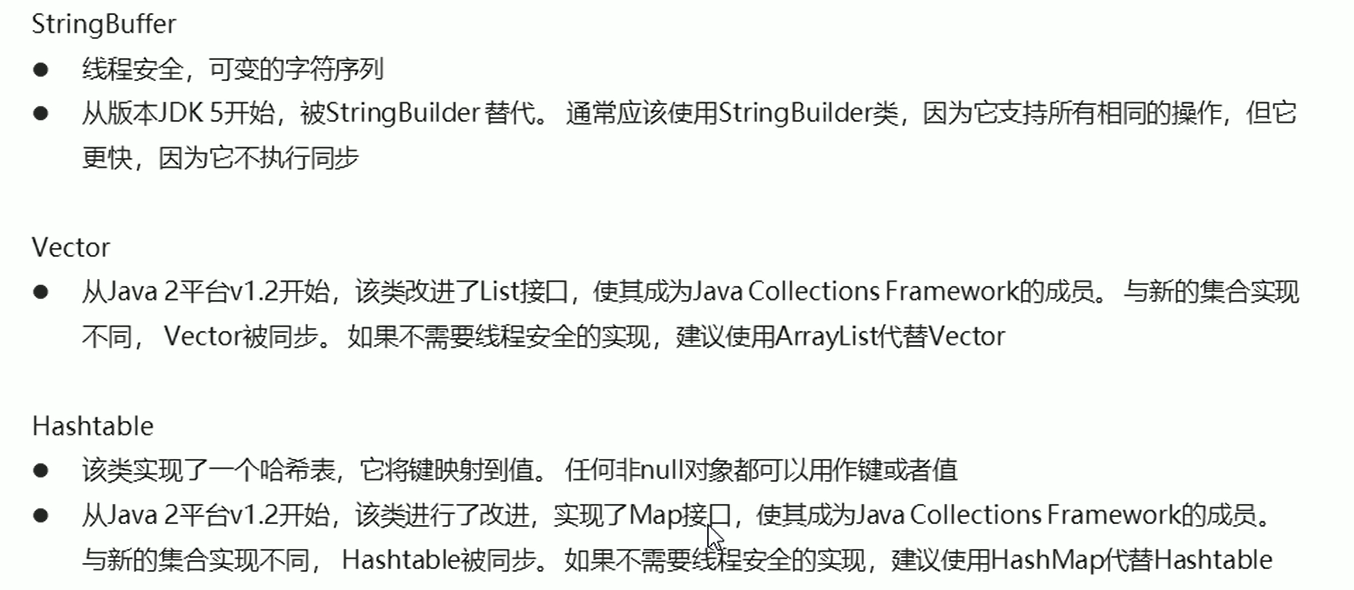 StringBuffer
● 线程安全，可变的字符序列
● 从版本JDK 5开始，被StringBuilder 替代。 通常应该使用StringBuilder类，因为它支持所有相同的操作，但它
更快，因为它不执行同步
Vector
● 从Java 2平台v1.2开始，该类改进了List接口，使其成为Java Collections Framework的成员。 与新的集合实现
不同， Vector被同步。 如果不需要线程安全的实现，建议使用ArrayList代替Vector
Hashtable
● 该类实现了一个哈希表，它将键映射到值。 任何非null对象都可以用作键或者值
● 从Java 2平台v1.2开始，该类进行了改进，实现了Map接口，使其成为Java Collections Framework的成员。
与新的集合实现不同， Hashtable被同步。 如果不需要线程安全的实现，建议使用HashMap代替Hashtable